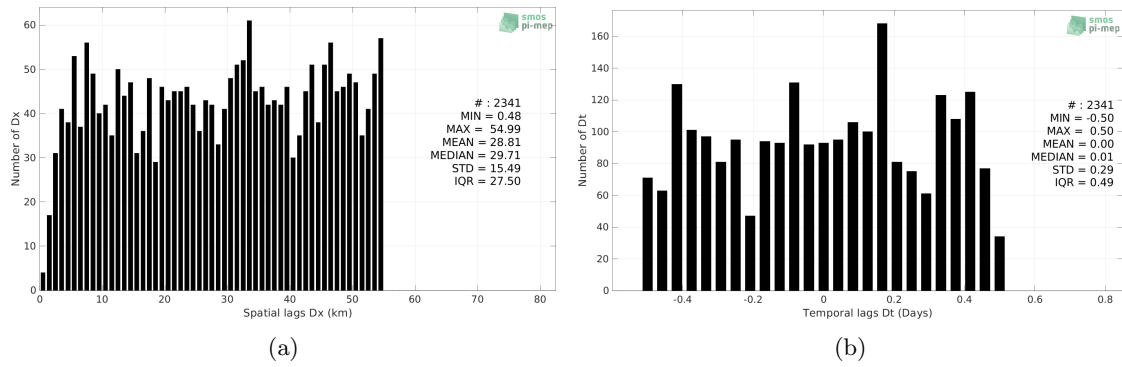 smos
pi-mep
60
50
40
30
20
10
0
Number of Dx
# : 2341
MIN = 0.48
MAX = 54.99
MEAN = 28.81
MEDIAN = 29.71
STD = 15.49
IQR = 27.50
0 10 20 30 40 50 60 70 80
Spatial lags Dx (km)
(a)
smos
pi-mep
160
140
120
100
80
60
40
20
0
Number of Dt
# : 2341
MIN = -0.50
MAX = 0.50
MEAN = 0.00
MEDIAN = 0.01
STD = 0.29
IQR = 0.49
-0.4 -0.2 0 0.2 0.4 0.6 0.8
Temporal lags Dt (Days)
(b)